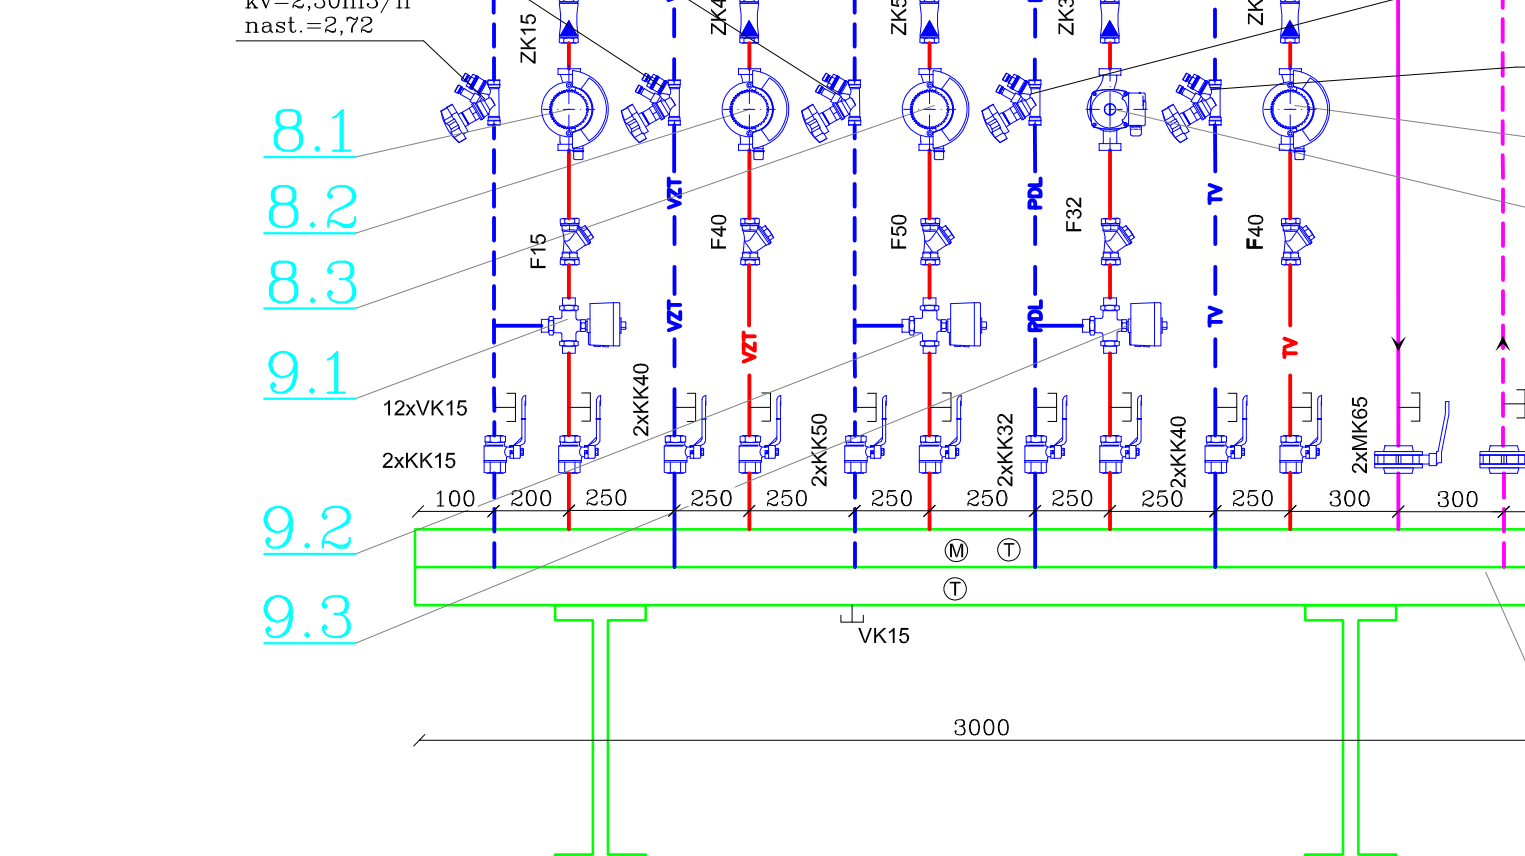 nast.=2,72
ZK15
8.1
8.2
8.3
9.1
9.2
9.3
VZT
PDL
TV
F15
F40
F50
F32
F40
VZT
PDL
TV
VZT
TV
12xVK15
2xKK15
2xKK40
2xKK50
2xKK32
2xKK40
2xMK65
100
200
250
250
250
250
250
250
250
250
300
300
M
T
T
VK15
3000